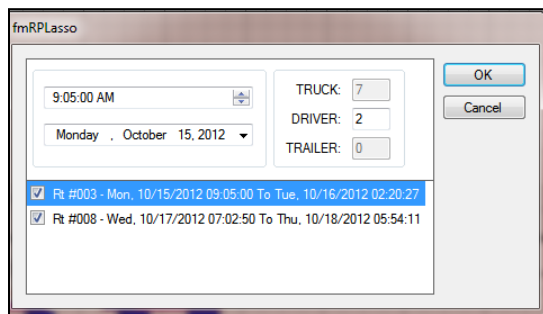 fmRPLasso
9:05:00 AM
Monday , October 15, 2012
TRUCK: 7
DRIVER: 2
TRAILER: 0
OK
Cancel
Rt #003 - Mon, 10/15/2012 09:05:00 To Tue, 10/16/2012 02:20:27
Rt #008 - Wed, 10/17/2012 07:02:50 To Thu, 10/18/2012 05:54:11